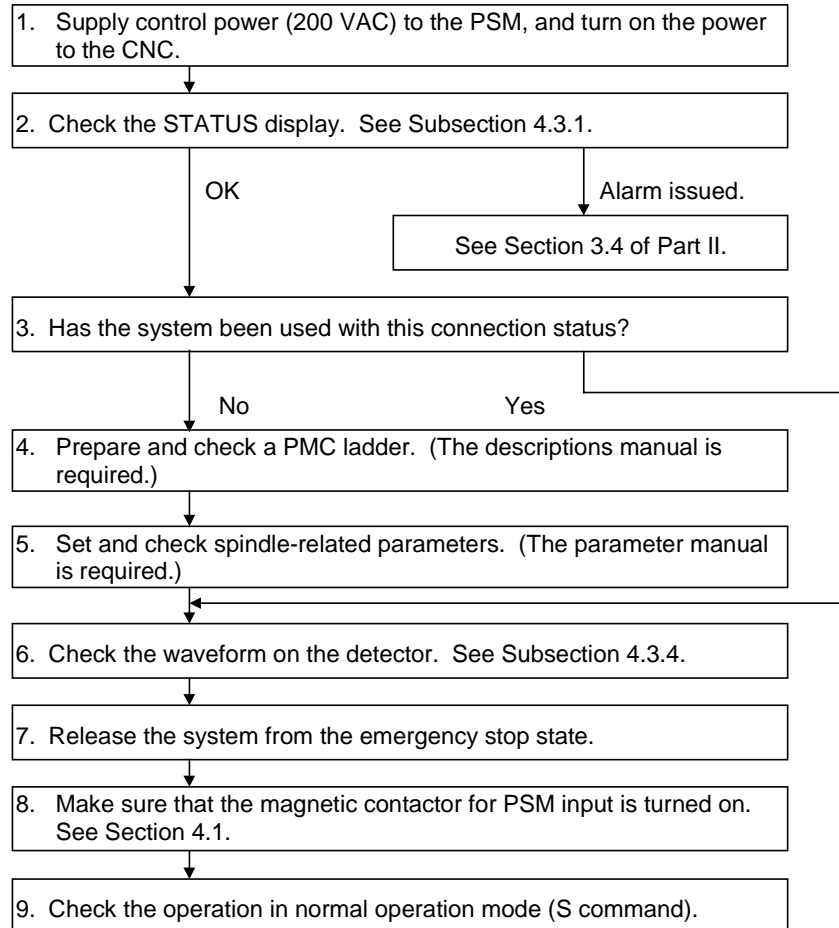 1. Supply control power (200 VAC) to the PSM, and turn on the power
to the CNC.
2. Check the STATUS display. See Subsection 4.3.1.
OK
Alarm issued.
See Section 3.4 of Part II.
3. Has the system been used with this connection status?
No
Yes
4. Prepare and check a PMC ladder. (The descriptions manual is
required.)
5. Set and check spindle-related parameters. (The parameter manual
is required.)
6. Check the waveform on the detector. See Subsection 4.3.4.
7. Release the system from the emergency stop state.
8. Make sure that the magnetic contactor for PSM input is turned on.
See Section 4.1.
9. Check the operation in normal operation mode (S command).